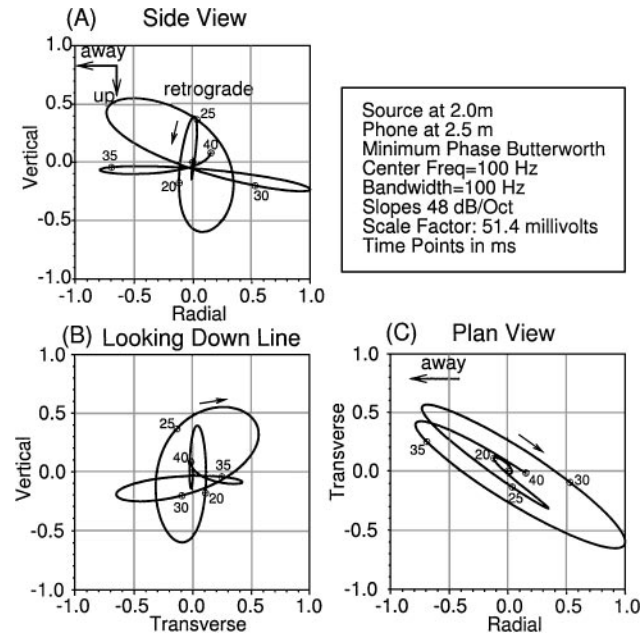 (A) Side View
1.0
away
up
retrograde
25
0.5
40
Vertical
0.0
35
20
30
-0.5
-1.0
-1.0 -0.5 0.0 0.5 1.0
Radial
Source at 2.0m
Phone at 2.5 m
Minimum Phase Butterworth
Center Freq=100 Hz
Bandwidth=100 Hz
Slopes 48 dB/Oct
Scale Factor: 51.4 millivolts
Time Points in ms
(B) Looking Down Line
1.0
0.5
25
Vertical
40
35
0.0
30
20
-0.5
-1.0
-1.0 -0.5 0.0 0.5 1.0
Transverse
(C) Plan View
1.0
away
0.5
Transverse
35
20
40
30
0.0
25
-0.5
-1.0
-1.0 -0.5 0.0 0.5 1.0
Radial